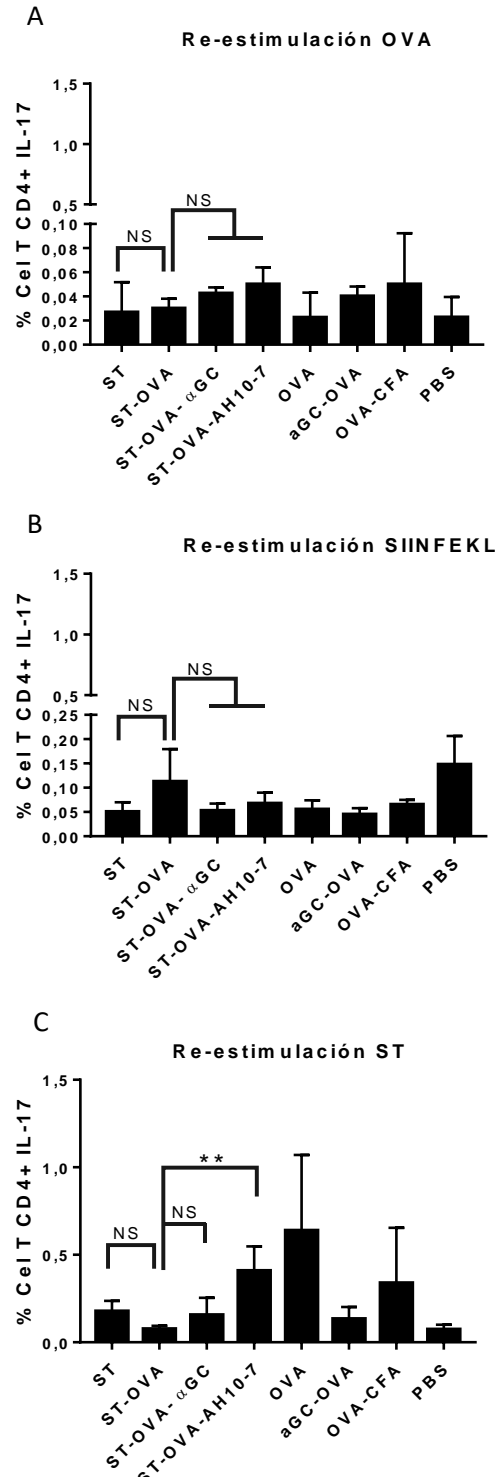 A
Re-estimulación OVA
% Cel T CD4+ IL-17
1,5
1,0
0,5
0,10
0,08
0,06
0,04
0,02
0,00
NS
NS
ST
ST-OVA
ST-OVA-αGC
ST-OVA-AH10-7
OVA
aGC-OVA
OVA-CFA
PBS
B
Re-estimulación SIINFEKL
% Cel T CD4+ IL-17
1,5
1,0
0,5
0,25
0,20
0,15
0,10
0,05
0,00
NS
NS
ST
ST-OVA
ST-OVA-αGC
ST-OVA-AH10-7
OVA
aGC-OVA
OVA-CFA
PBS
C
Re-estimulación ST
% Cel T CD4+ IL-17
1,5
1,0
0,5
0,0
**
NS
NS
ST
ST-OVA
ST-OVA-αGC
ST-OVA-AH10-7
OVA
aGC-OVA
OVA-CFA
PBS